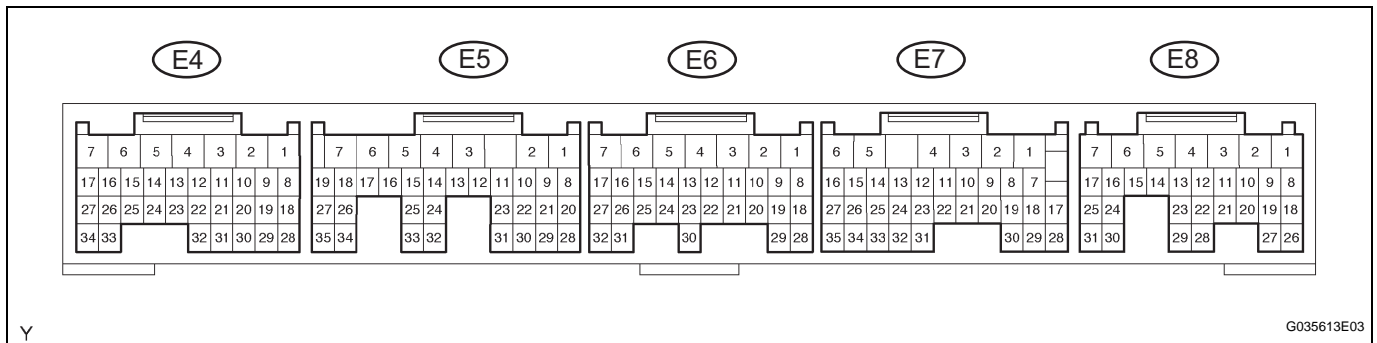 E4 E5 E6 E7 E8
7 6 5 4 3 2 1 7 6 5 4 3 2 1 7 6 5 4 3 2 1 6 5 4 3 2 1 7 6 5 4 3 2 1
17 16 15 14 13 12 11 10 9 8 19 18 17 16 15 14 13 12 11 10 9 8 17 16 15 14 13 12 11 10 9 8 16 15 14 13 12 11 10 9 8 7 17 16 15 14 13 12 11 10 9 8
27 26 25 24 23 22 21 20 19 18 27 26 25 24 23 22 21 20 27 26 25 24 23 22 21 20 19 18 27 26 25 24 23 22 21 20 19 18 17 25 24 23 22 21 20 19 18
34 33 32 31 30 29 28 35 34 33 32 31 30 29 28 32 31 30 29 28 35 34 33 32 31 30 29 28 31 30 29 28 27 26
Y G035613E03